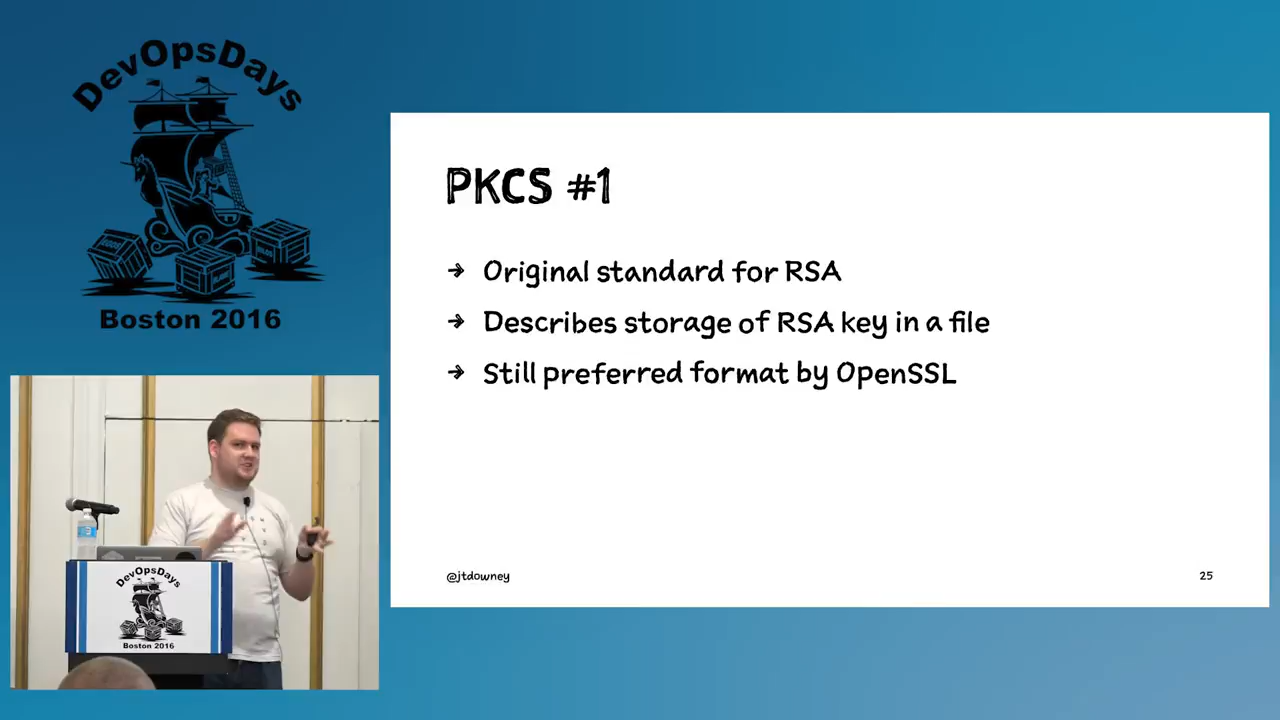 DevOpsDays
Boston 2016
PKCS #1
→ Original standard for RSA
→ Describes storage of RSA key in a file
→ Still preferred format by OpenSSL
@jtdowney
25
DevOpsDays
Boston 2016